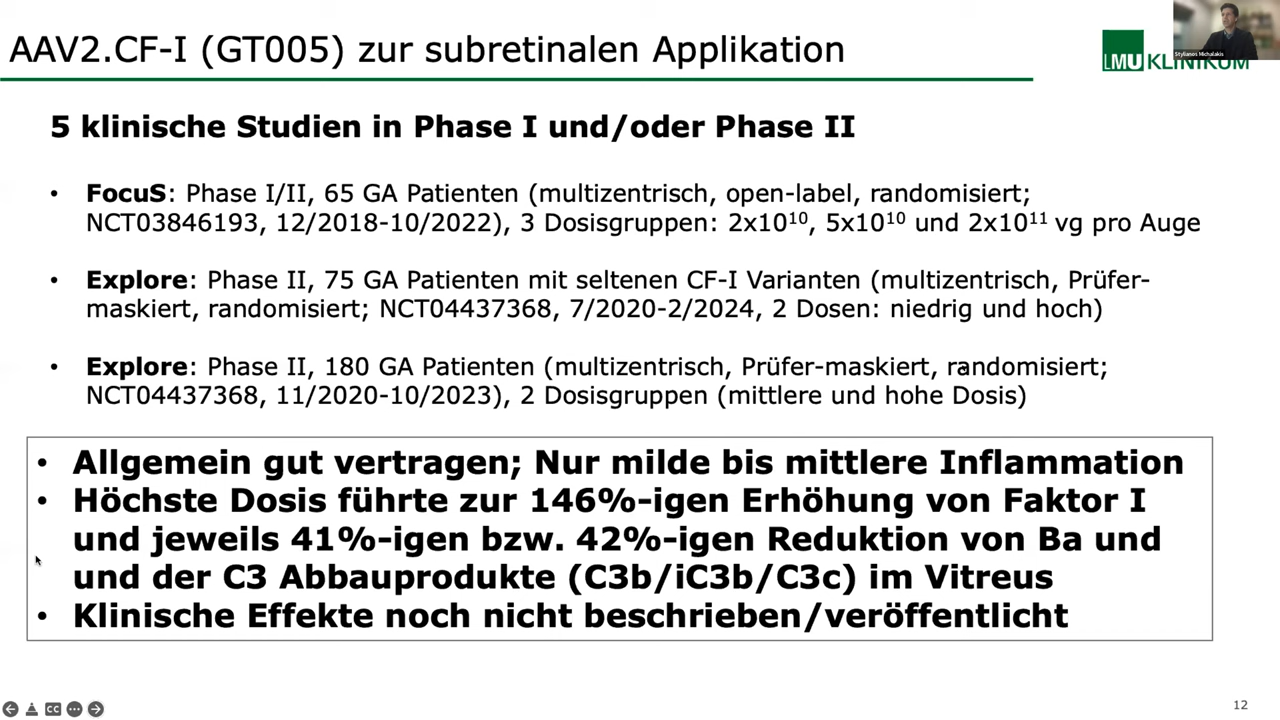 AAV2.CF-I (GT005) zur subretinalen Applikation
Stylianos Michalakis
LMU KLINIKUM
5 klinische Studien in Phase I und/oder Phase II
• FocuS: Phase I/II, 65 GA Patienten (multizentrisch, open-label, randomisiert;
NCT03846193, 12/2018-10/2022), 3 Dosisgruppen: 2x10¹⁰, 5x10¹⁰ und 2x10¹¹ vg pro Auge
• Explore: Phase II, 75 GA Patienten mit seltenen CF-I Varianten (multizentrisch, Prüfer-
maskiert, randomisiert; NCT04437368, 7/2020-2/2024, 2 Dosen: niedrig und hoch)
• Explore: Phase II, 180 GA Patienten (multizentrisch, Prüfer-maskiert, randomisiert;
NCT04437368, 11/2020-10/2023), 2 Dosisgruppen (mittlere und hohe Dosis)
• Allgemein gut vertragen; Nur milde bis mittlere Inflammation
• Höchste Dosis führte zur 146%-igen Erhöhung von Faktor I
und jeweils 41%-igen bzw. 42%-igen Reduktion von Ba und
und der C3 Abbauprodukte (C3b/iC3b/C3c) im Vitreus
• Klinische Effekte noch nicht beschrieben/veröffentlicht
CC
12